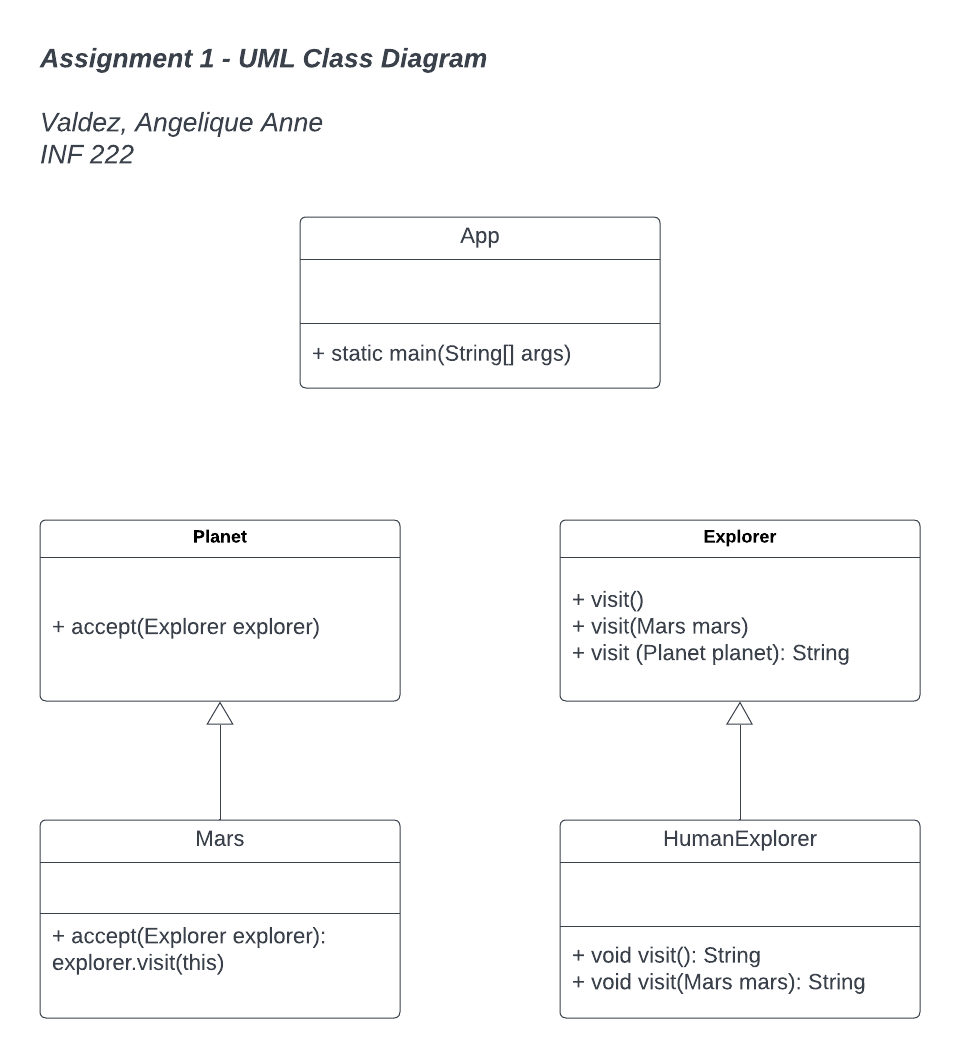 Assignment 1 - UML Class Diagram
Valdez, Angelique Anne
INF 222
App
+ static main(String[] args)
Planet
+ accept(Explorer explorer)
Explorer
+ visit()
+ visit(Mars mars)
+ visit (Planet planet): String
Mars
+ accept(Explorer explorer):
explorer.visit(this)
HumanExplorer
+ void visit(): String
+ void visit(Mars mars): String